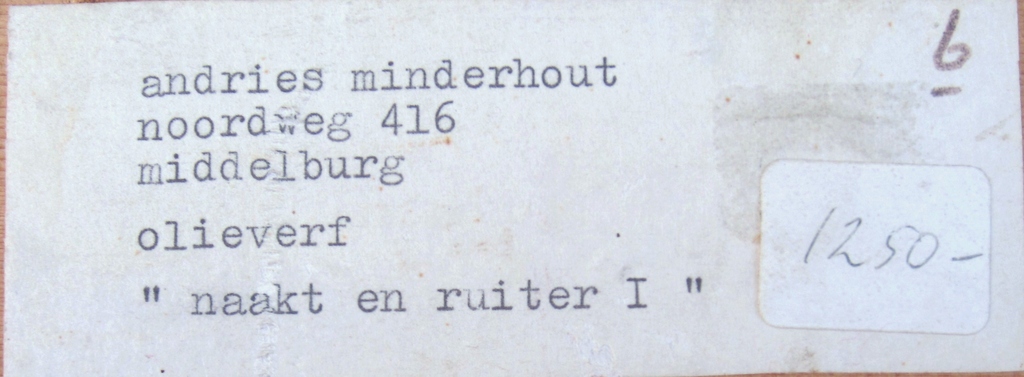 6
andries minderhout
noordweg 416
middelburg
olieverf
" naakt en ruiter I "
1250-